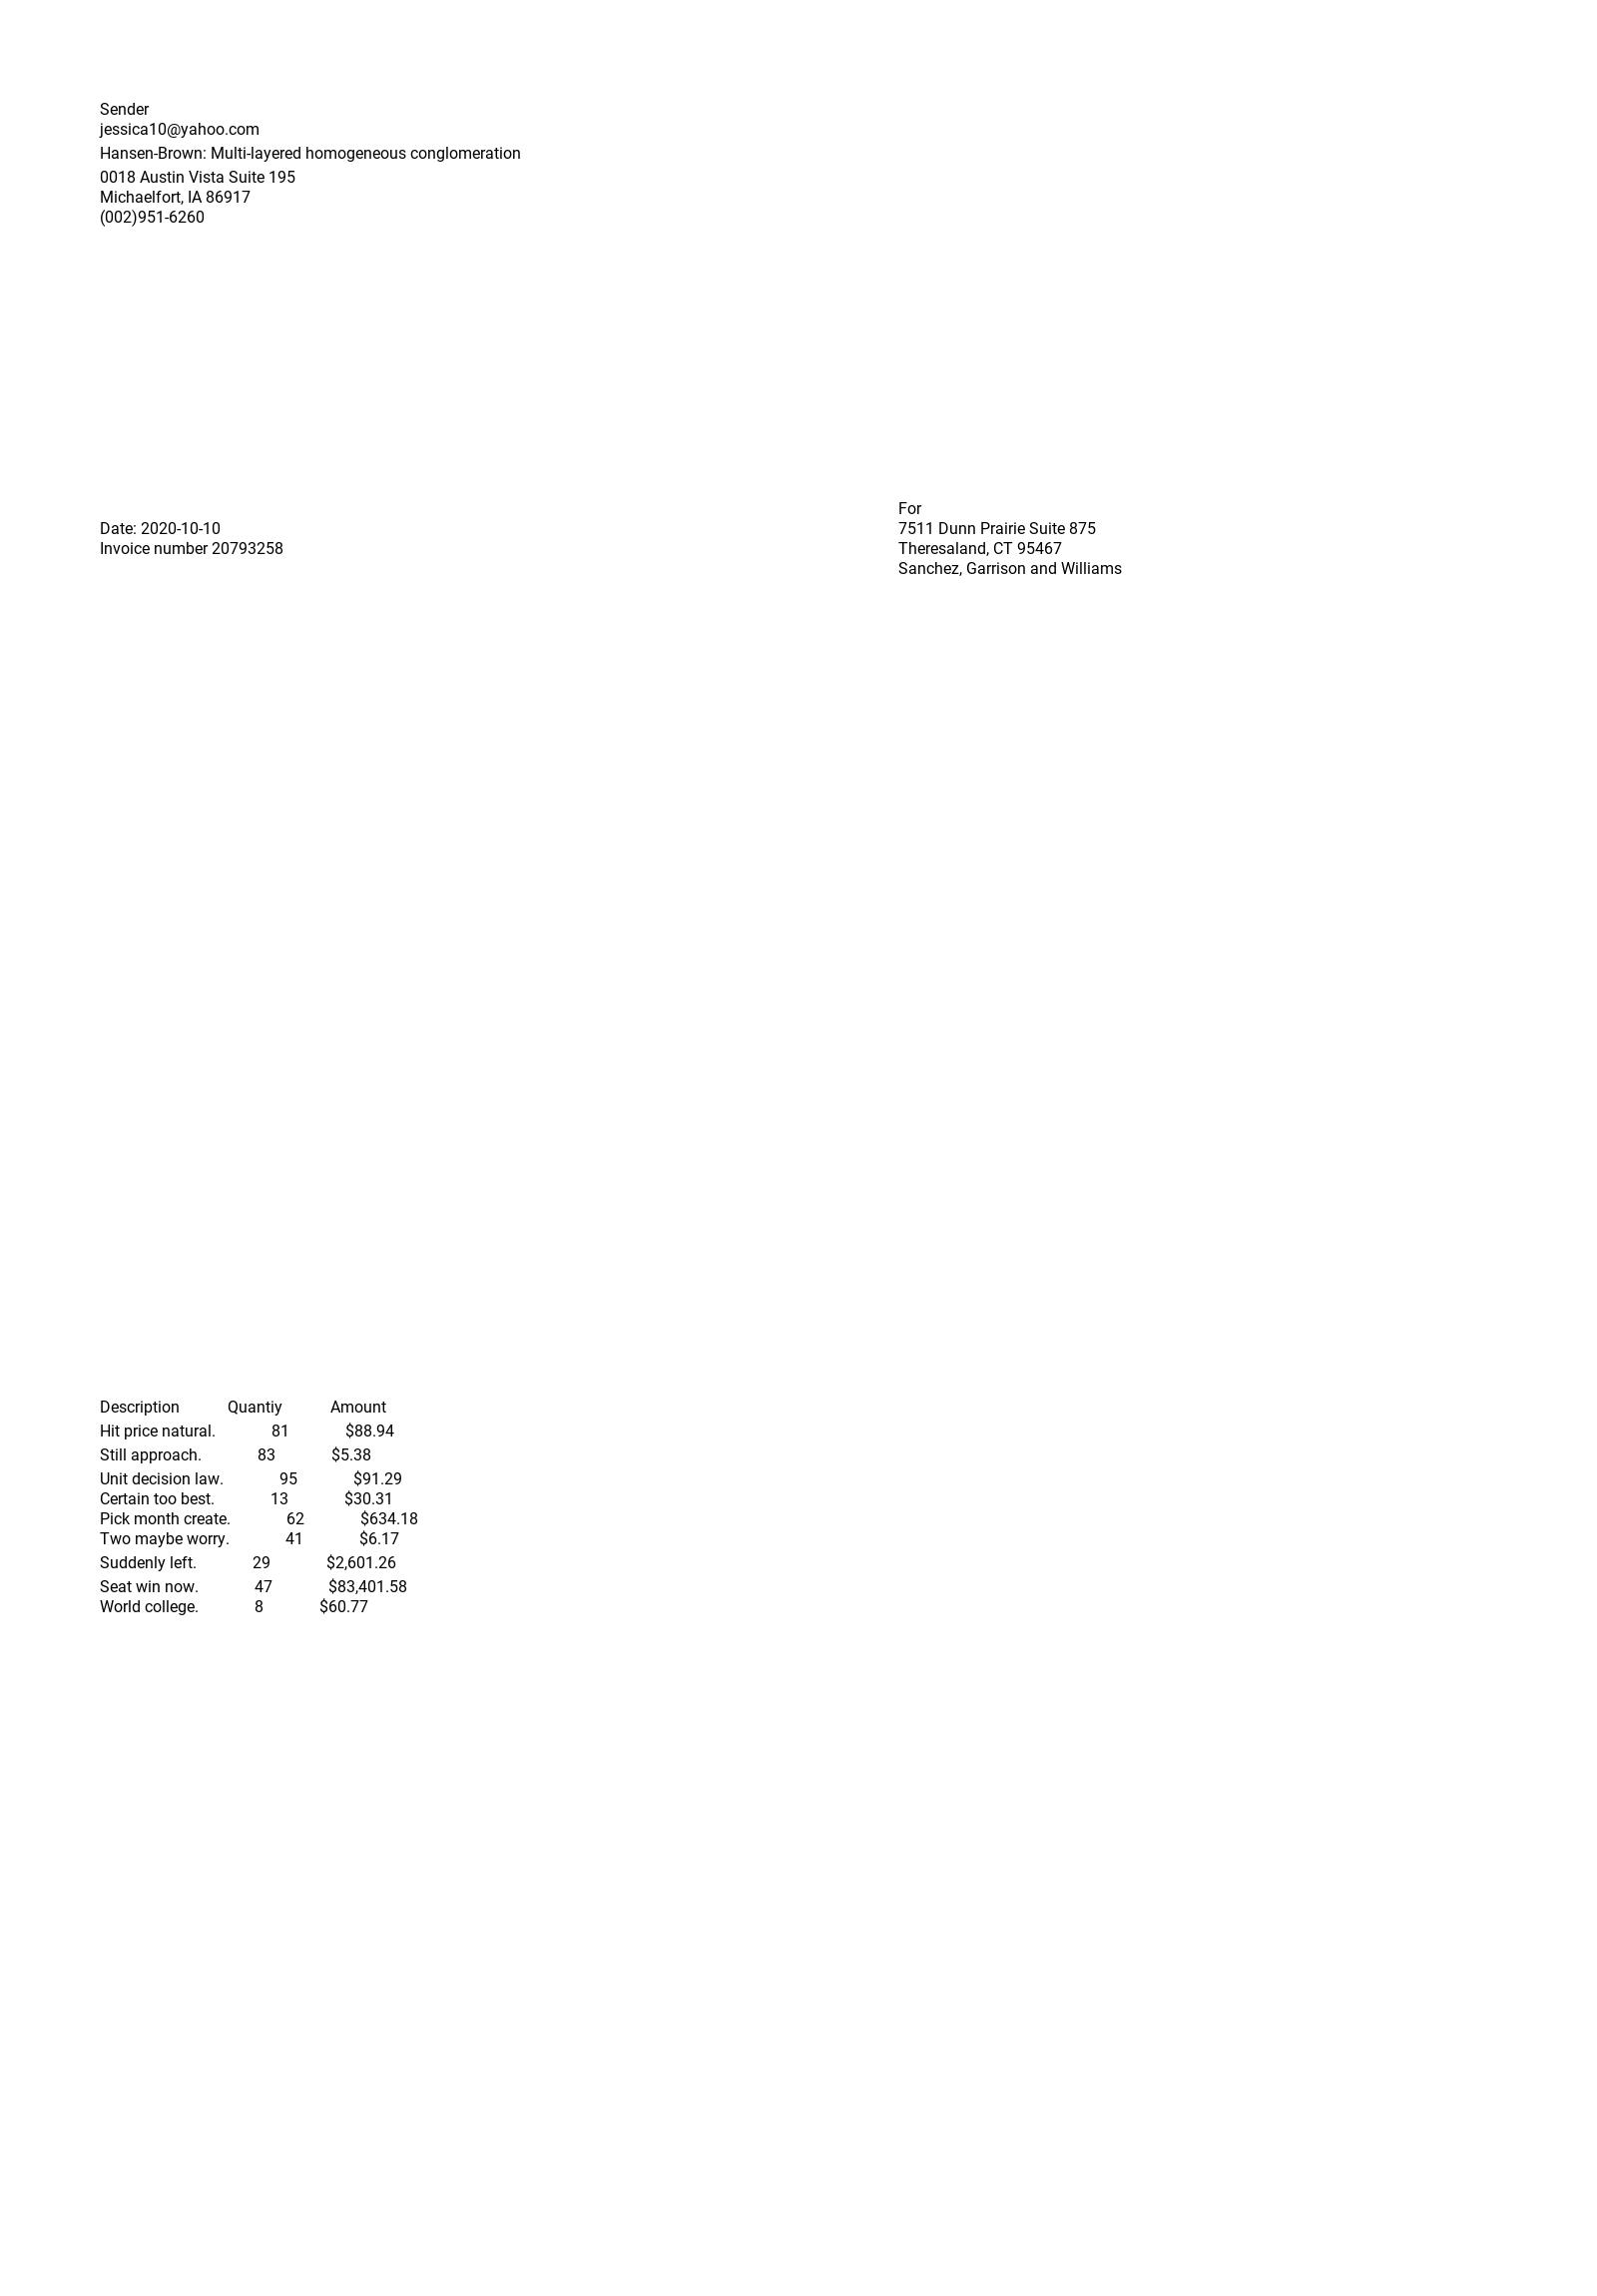 Sender
jessica10@yahoo.com
Hansen-Brown: Multi-layered homogeneous conglomeration
0018 Austin Vista Suite 195
Michaelfort, IA 86917
(002)951-6260
For
Date: 2020-10-10
7511 Dunn Prairie Suite 875
Invoice number 20793258
Theresaland, CT 95467
Sanchez, Garrison and Williams
Description Quantiy Amount
Hit price natural. 81 $88.94
Still approach. 83 $5.38
Unit decision law. 95 $91.29
Certain too best. 13 $30.31
Pick month create. 62 $634.18
Two maybe worry. 41 $6.17
Suddenly left. 29 $2,601.26
Seat win now. 47 $83,401.58
World college. 8 $60.77